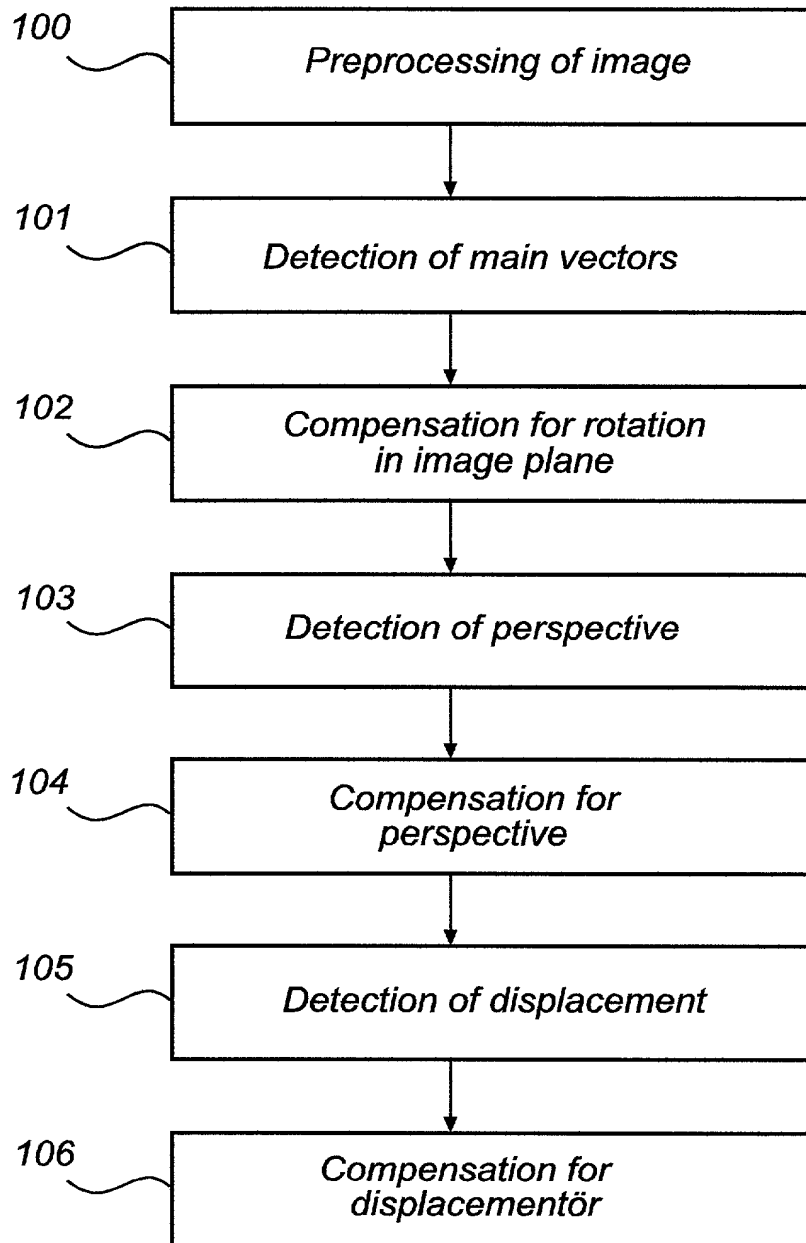 100
Preprocessing of image
101
Detection of main vectors
102
Compensation for rotation
in image plane
103
Detection of perspective
104
Compensation for
perspective
105
Detection of displacement
106
Compensation for
displacementör